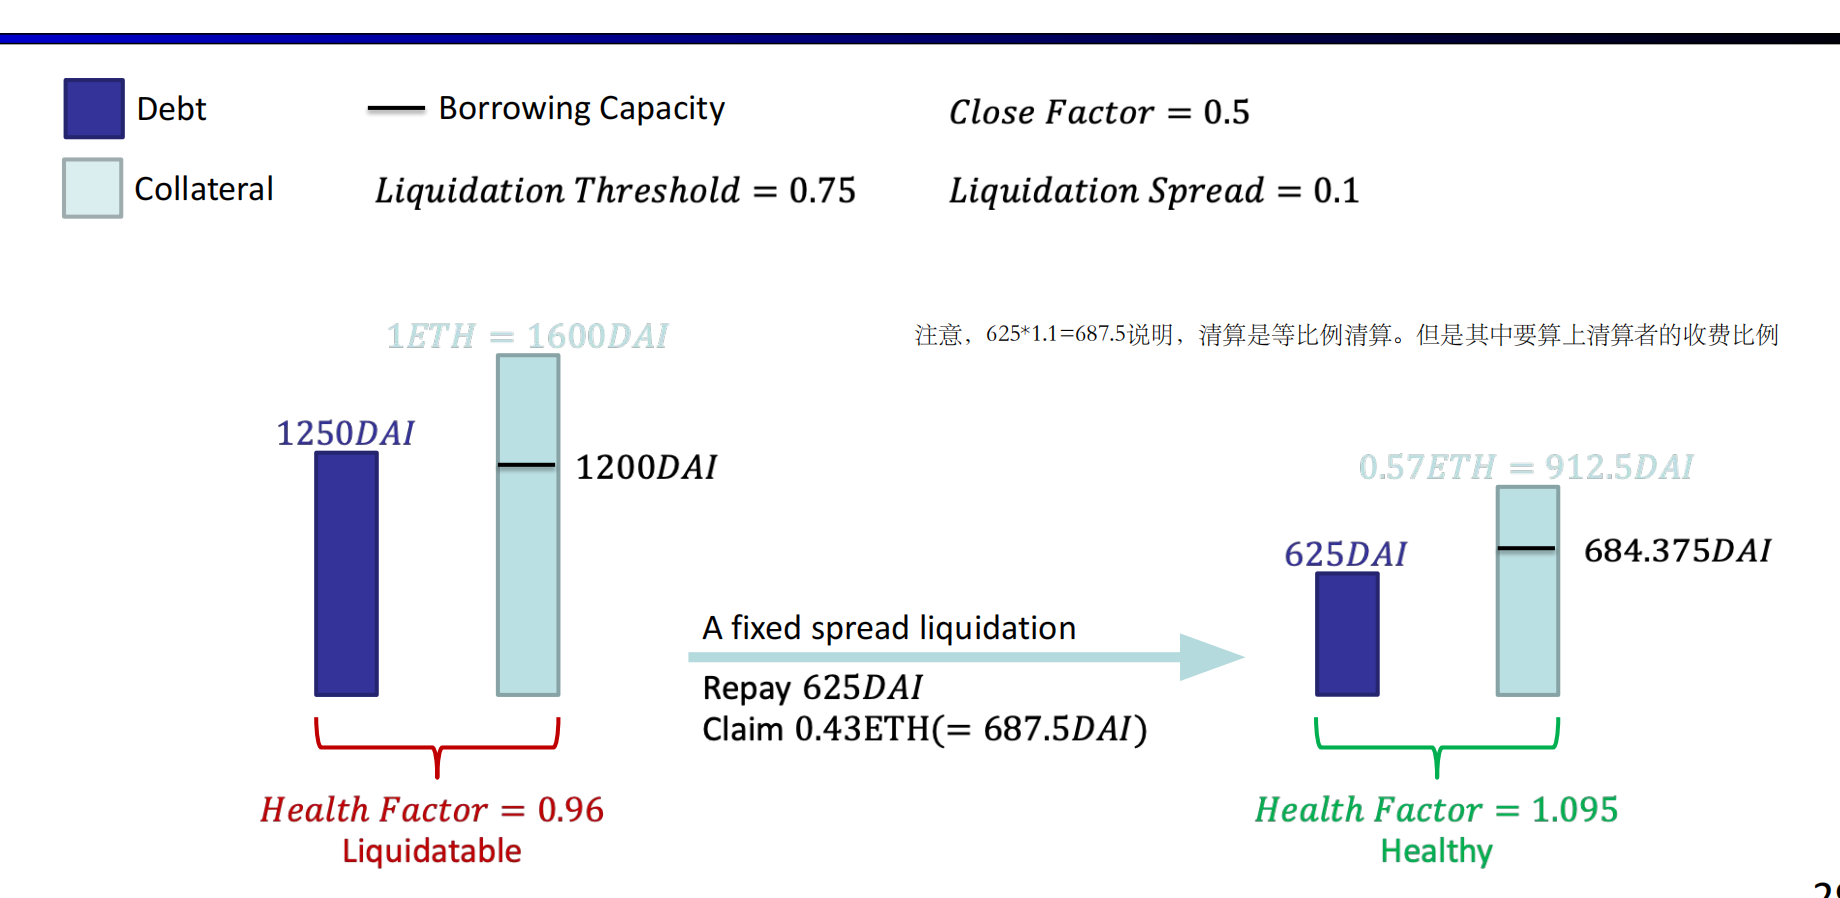 Debt
Borrowing Capacity
Close Factor = 0.5
Collateral
Liquidation Threshold = 0.75
Liquidation Spread = 0.1
1ETH = 1600DAI
注意，625*1.1=687.5说明，清算是等比例清算。但是其中要算上清算者的收费比例
1250DAI
1200DAI
0.57ETH = 912.5DAI
625DAI
684.375DAI
A fixed spread liquidation
Repay 625DAI
Claim 0.43ETH(= 687.5DAI)
Health Factor = 0.96
Liquidatable
Health Factor = 1.095
Healthy